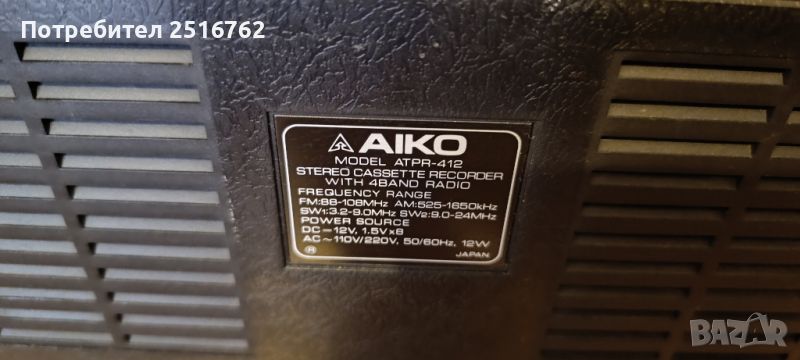 Потребител 2516762
AIKO
MODEL ATPR-412
STEREO CASSETTE RECORDER
WITH 4BAND RADIO
FREQUENCY RANGE
FM:88-108MHz AM:525-1650kHz
SW1:3.2-9.0MHz SW2:9.0-24MHz
POWER SOURCE
DC⎓12V, 1.5V×8
AC~110V/220V, 50/60Hz, 12W
®
JAPAN
BAZAR